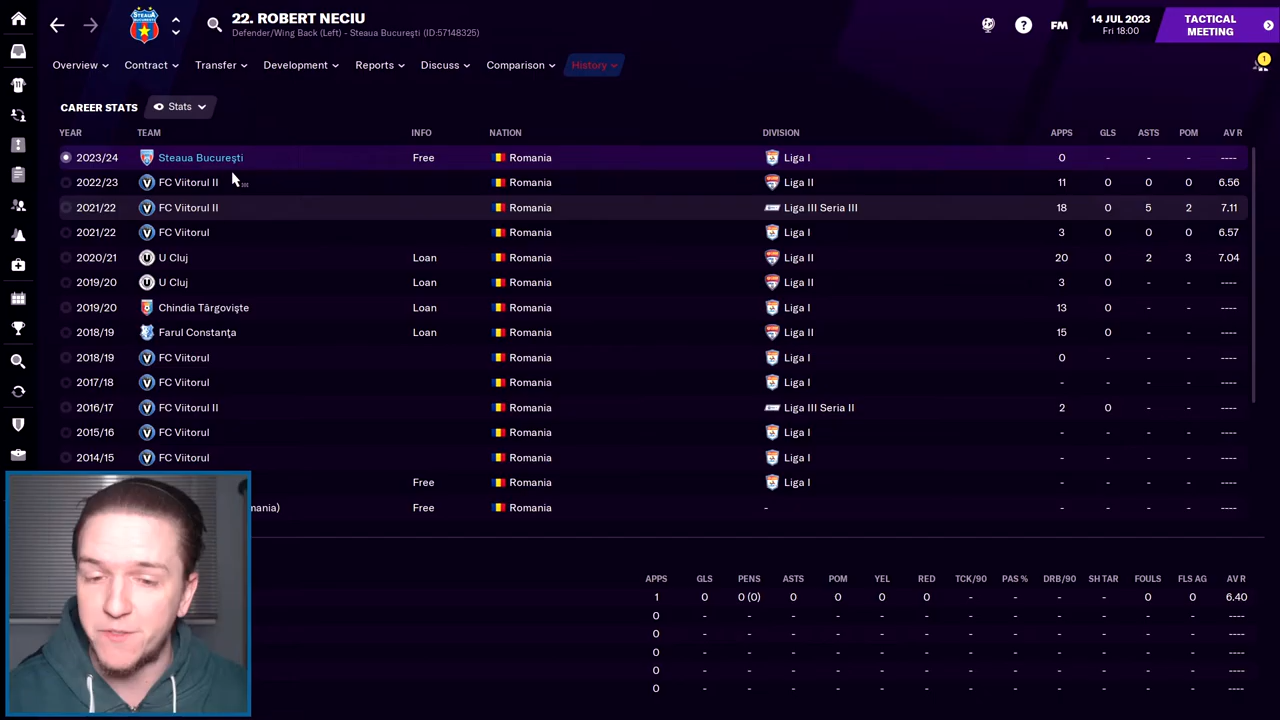 22. ROBERT NECIU
Defender/Wing Back (Left) - Steaua Bucureşti (ID:57148325)
STEAUA
FM
14 JUL 2023
Fri 18:00
TACTICAL
MEETING
Overview Contract Transfer Development Reports Discuss Comparison History
1
CAREER STATS Stats
YEAR TEAM INFO NATION DIVISION APPS GLS ASTS POM AV R
2023/24 Steaua Bucureşti Free Romania Liga I 0 - - - ----
2022/23 FC Viitorul II Romania Liga II 11 0 0 0 6.56
2021/22 FC Viitorul II Romania Liga III Seria III 18 0 5 2 7.11
2021/22 FC Viitorul Romania Liga I 3 0 0 0 6.57
2020/21 U Cluj Loan Romania Liga II 20 0 2 3 7.04
2019/20 U Cluj Loan Romania Liga II 3 0 - - ----
2019/20 Chindia Târgovişte Loan Romania Liga I 13 0 - - ----
2018/19 Farul Constanţa Loan Romania Liga II 15 0 - - ----
2018/19 FC Viitorul Romania Liga I 0 - - - ----
2017/18 FC Viitorul Romania Liga I - - - - ----
2016/17 FC Viitorul II Romania Liga III Seria II 2 0 - - ----
2015/16 FC Viitorul Romania Liga I - - - - ----
2014/15 FC Viitorul Romania Liga I - - - - ----
Free Romania Liga I - - - - ----
mania) Free Romania - - - - - ----
APPS GLS PENS ASTS POM YEL RED TCK/90 PAS % DRB/90 SH TAR FOULS FLS AG AV R
1 0 0 (0) 0 0 0 0 - - - - 0 0 6.40
0 - - - - - - - - - - - - ----
0 - - - - - - - - - - - - ----
0 - - - - - - - - - - - - ----
0 - - - - - - - - - - - - ----
0 - - - - - - - - - - - - ----